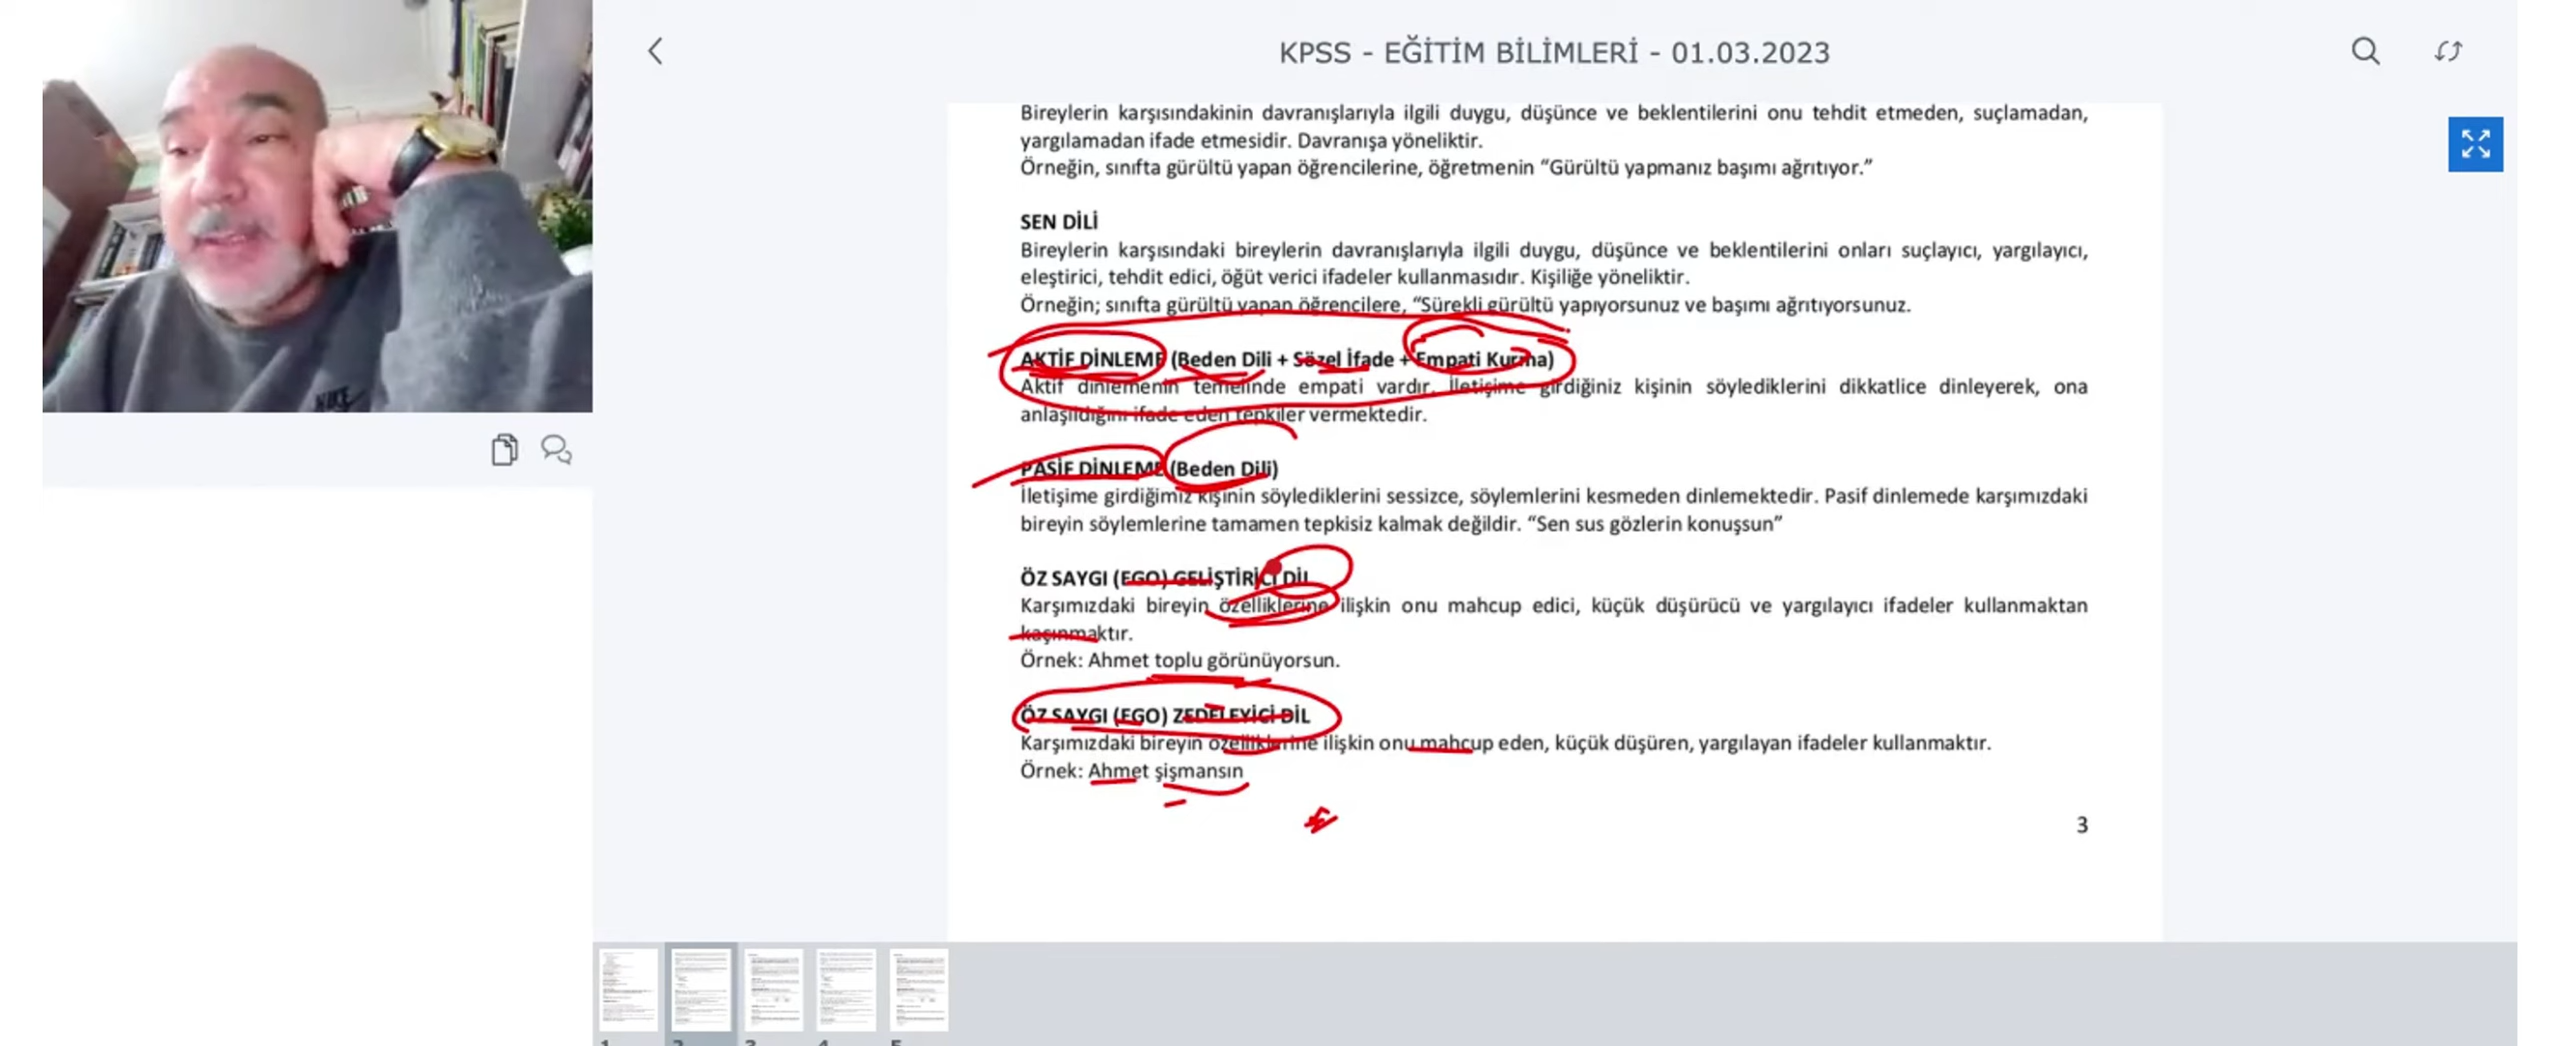 KPSS - EĞİTİM BİLİMLERİ - 01.03.2023
Bireylerin karşısındakinin davranışlarıyla ilgili duygu, düşünce ve beklentilerini onu tehdit etmeden, suçlamadan,
yargılamadan ifade etmesidir. Davranışa yöneliktir.
Örneğin, sınıfta gürültü yapan öğrencilerine, öğretmenin “Gürültü yapmanız başımı ağrıtıyor.”
SEN DİLİ
Bireylerin karşısındaki bireylerin davranışlarıyla ilgili duygu, düşünce ve beklentilerini onları suçlayıcı, yargılayıcı,
eleştirici, tehdit edici, öğüt verici ifadeler kullanmasıdır. Kişiliğe yöneliktir.
Örneğin; sınıfta gürültü yapan öğrencilere, “Sürekli gürültü yapıyorsunuz ve başımı ağrıtıyorsunuz.
AKTİF DİNLEME (Beden Dili + Sözel İfade + Empati Kurma)
Aktif dinlemenin temelinde empati vardır. İletişime girdiğiniz kişinin söylediklerini dikkatlice dinleyerek, ona
anlaşıldığını ifade eden tepkiler vermektedir.
PASİF DİNLEME (Beden Dili)
İletişime girdiğimiz kişinin söylediklerini sessizce, söylemlerini kesmeden dinlemektedir. Pasif dinlemede karşımızdaki
bireyin söylemlerine tamamen tepkisiz kalmak değildir. “Sen sus gözlerin konuşsun”
ÖZ SAYGI (EGO) GELİŞTİRİCİ DİL
Karşımızdaki bireyin özelliklerine ilişkin onu mahcup edici, küçük düşürücü ve yargılayıcı ifadeler kullanmaktan
kaçınmaktır.
Örnek: Ahmet toplu görünüyorsun.
ÖZ SAYGI (EGO) ZEDELEYİCİ DİL
Karşımızdaki bireyin özelliklerine ilişkin onu mahcup eden, küçük düşüren, yargılayan ifadeler kullanmaktır.
Örnek: Ahmet şişmansın
3
NIKE
1 2 3 4 5